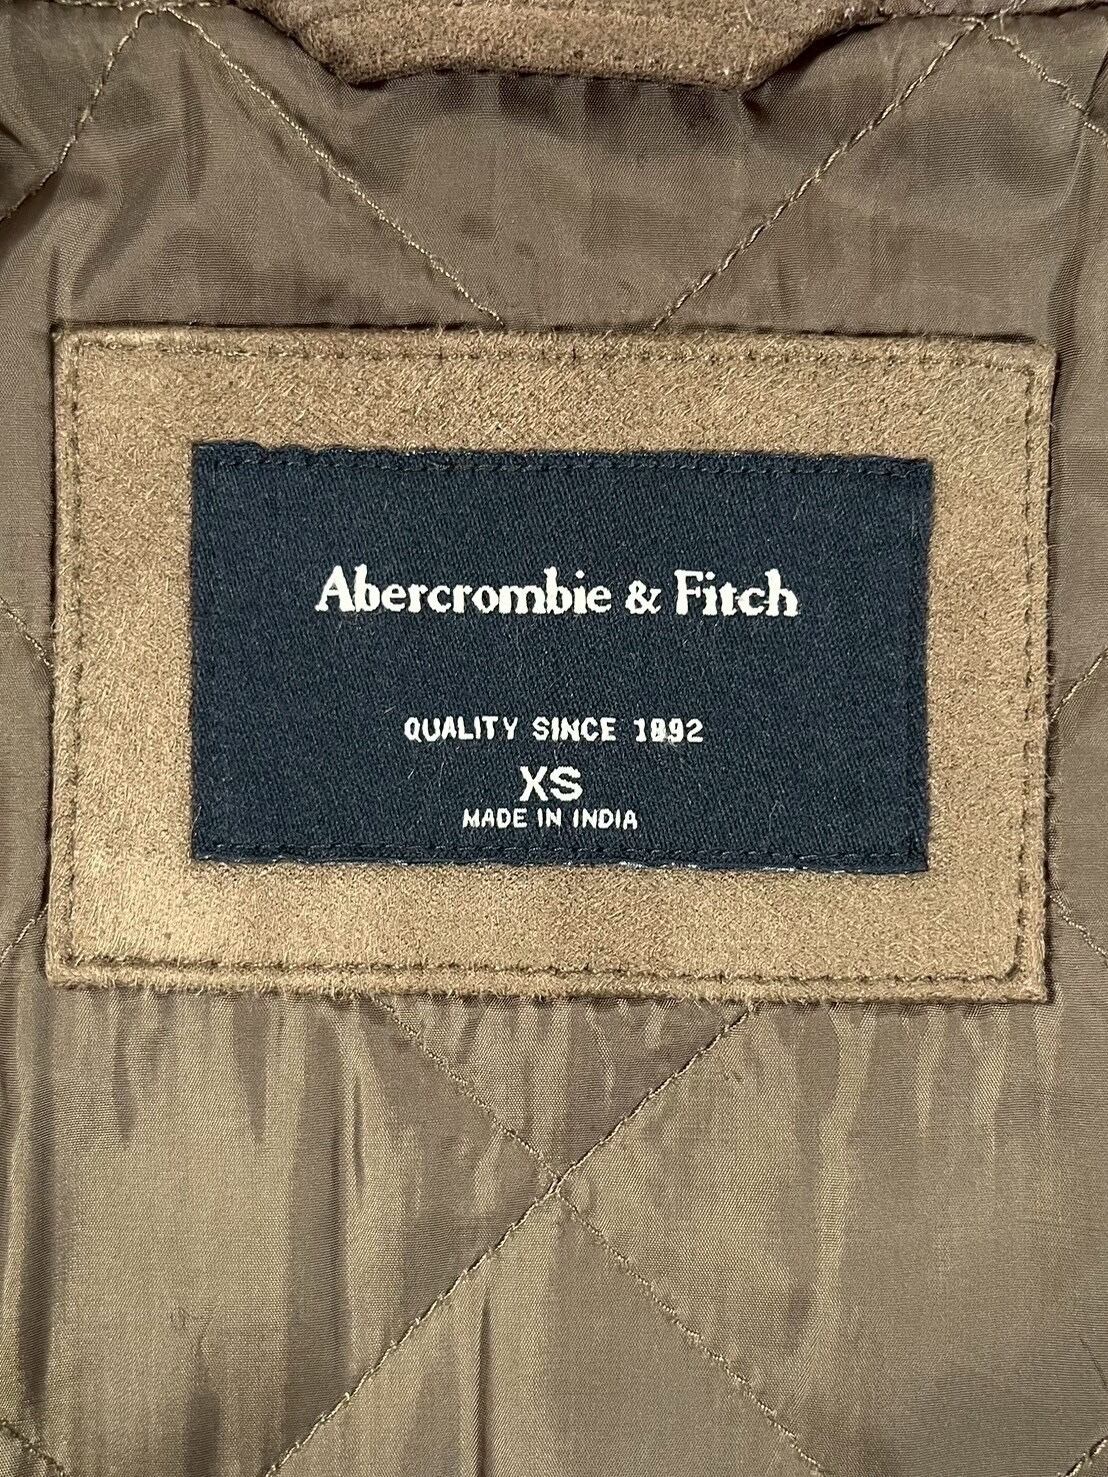 Abercrombie & Fitch
QUALITY SINCE 1892
XS
MADE IN INDIA